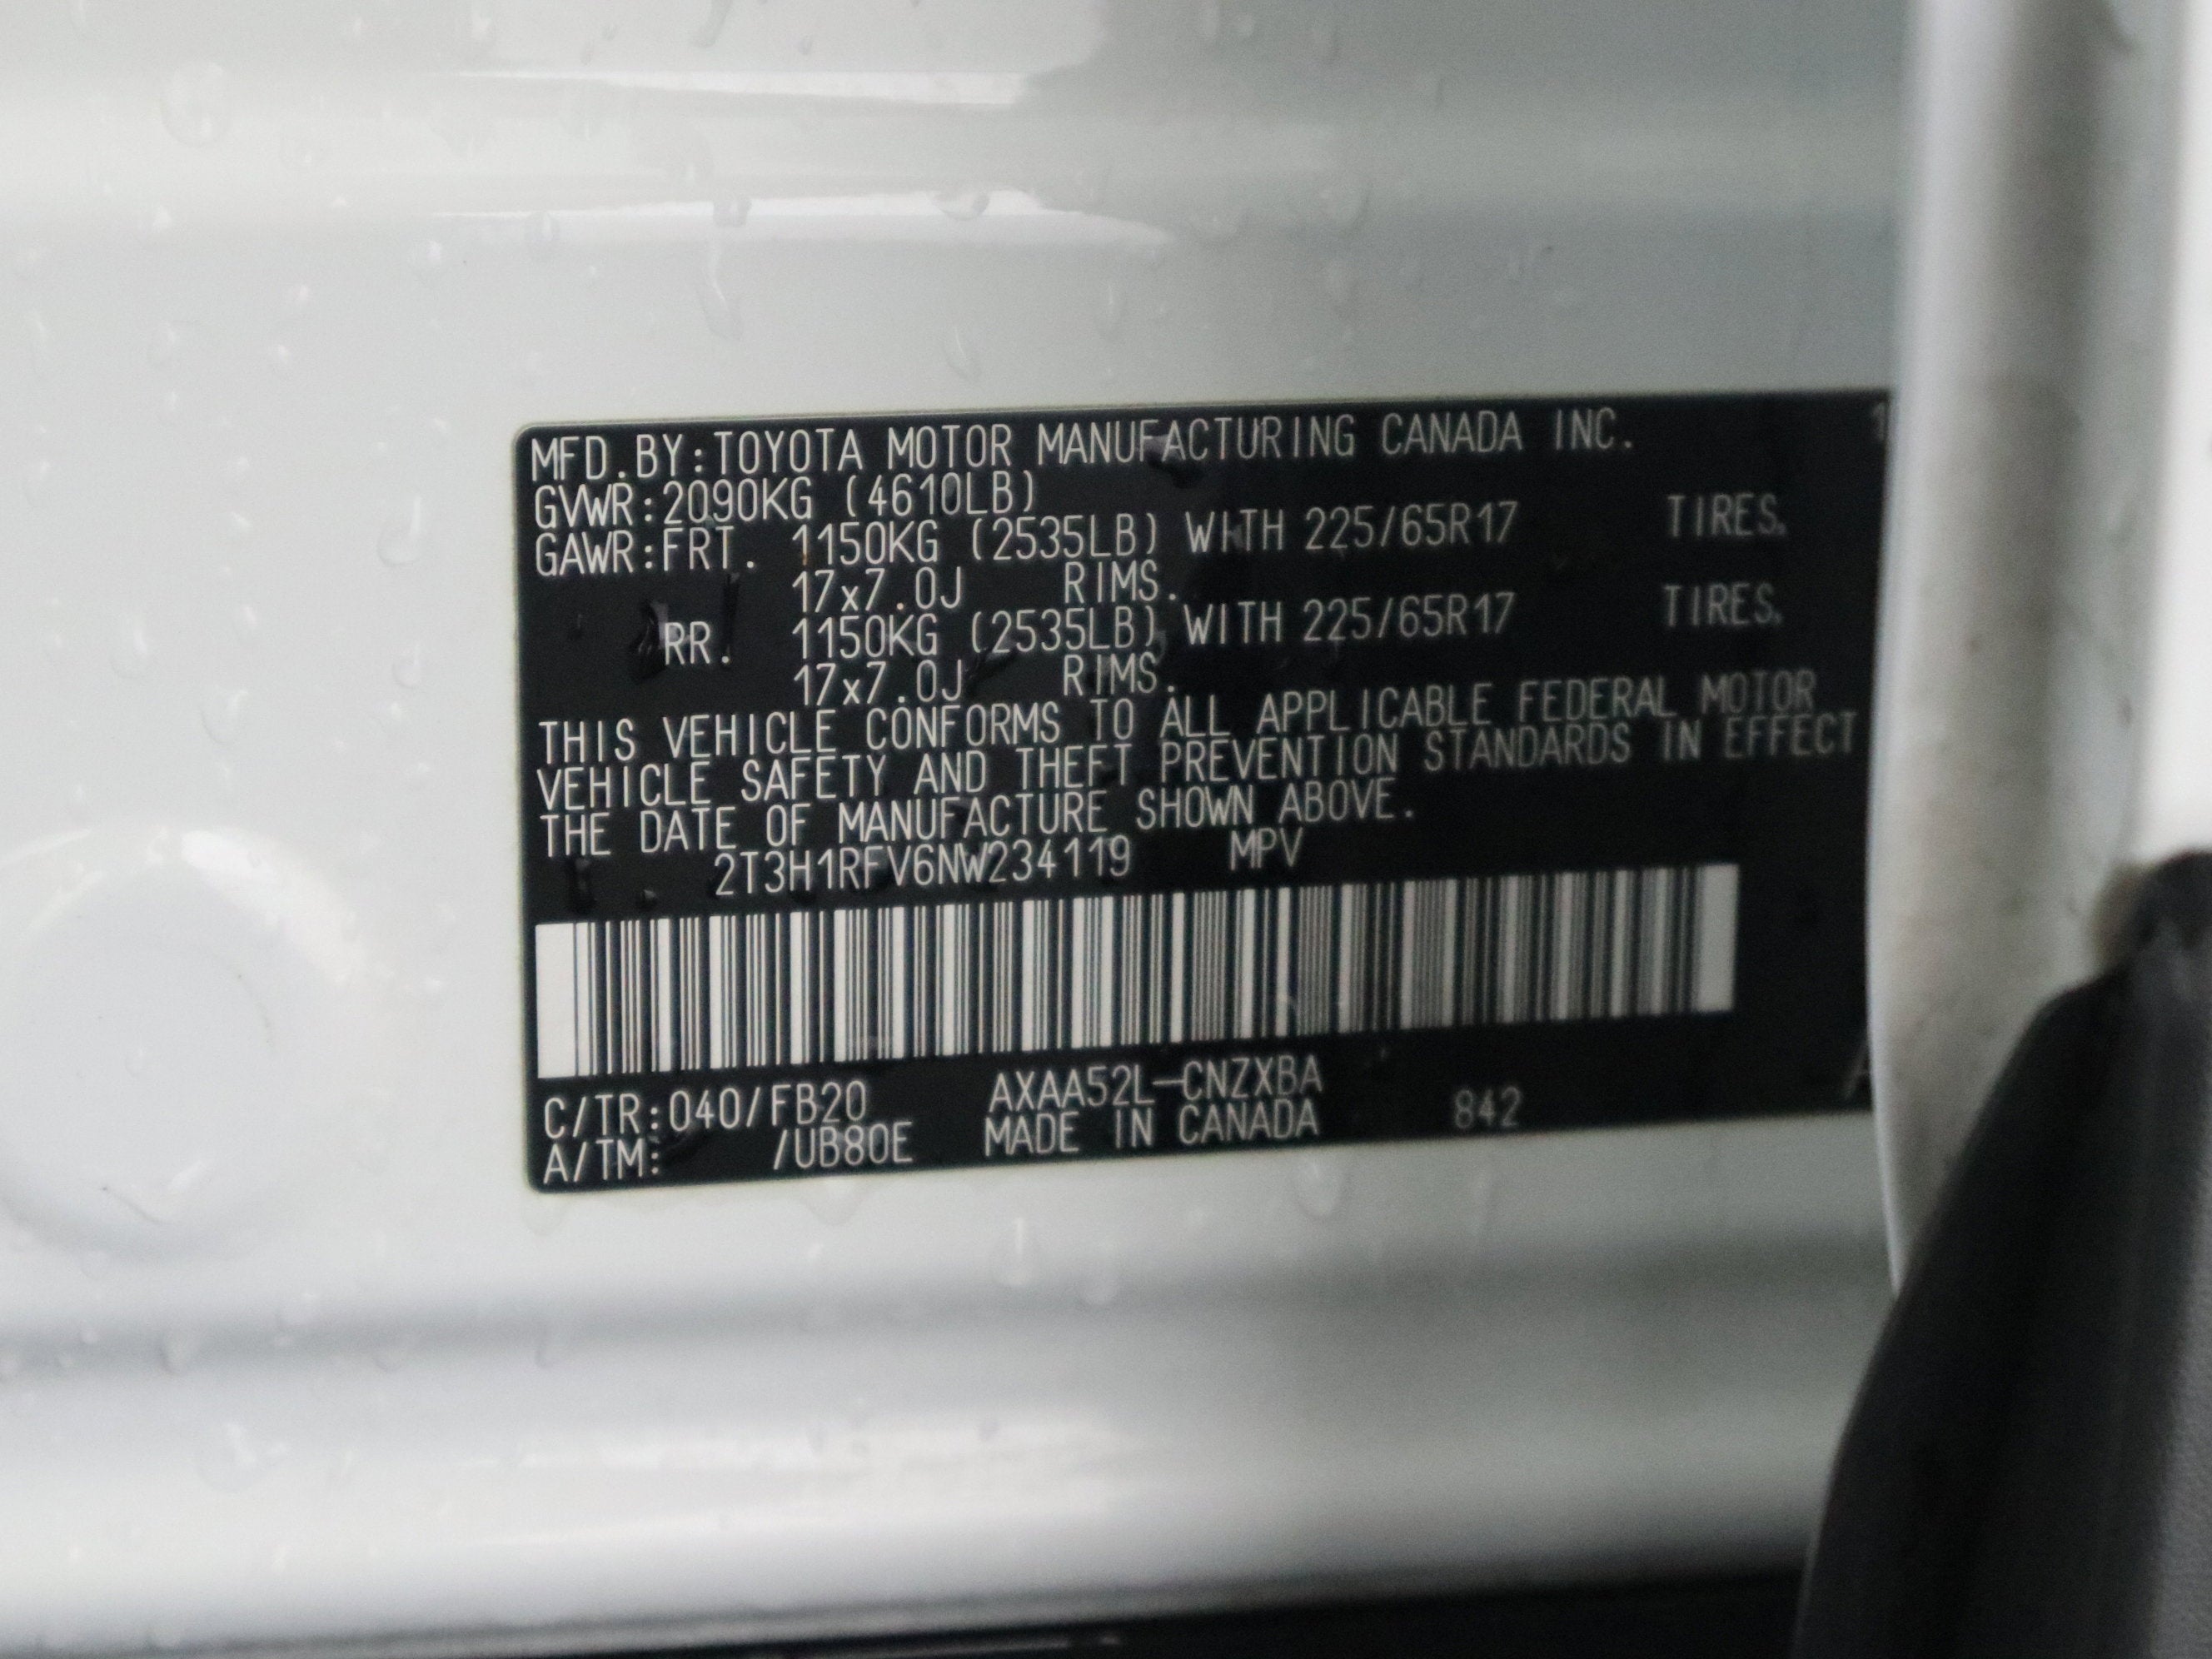 MFD.BY:TOYOTA MOTOR MANUFACTURING CANADA INC. 1
GVWR:2090KG (4610LB)
GAWR:FRT. 1150KG (2535LB) WITH 225/65R17 TIRES.
17x7.0J RIMS.
RR. 1150KG (2535LB) WITH 225/65R17 TIRES.
17x7.0J RIMS.
THIS VEHICLE CONFORMS TO ALL APPLICABLE FEDERAL MOTOR
VEHICLE SAFETY AND THEFT PREVENTION STANDARDS IN EFFECT
THE DATE OF MANUFACTURE SHOWN ABOVE.
2T3H1RFV6NW234119 MPV
C/TR:040/FB20 AXAA52L-CNZXBA
A/TM: /UB80E MADE IN CANADA 842